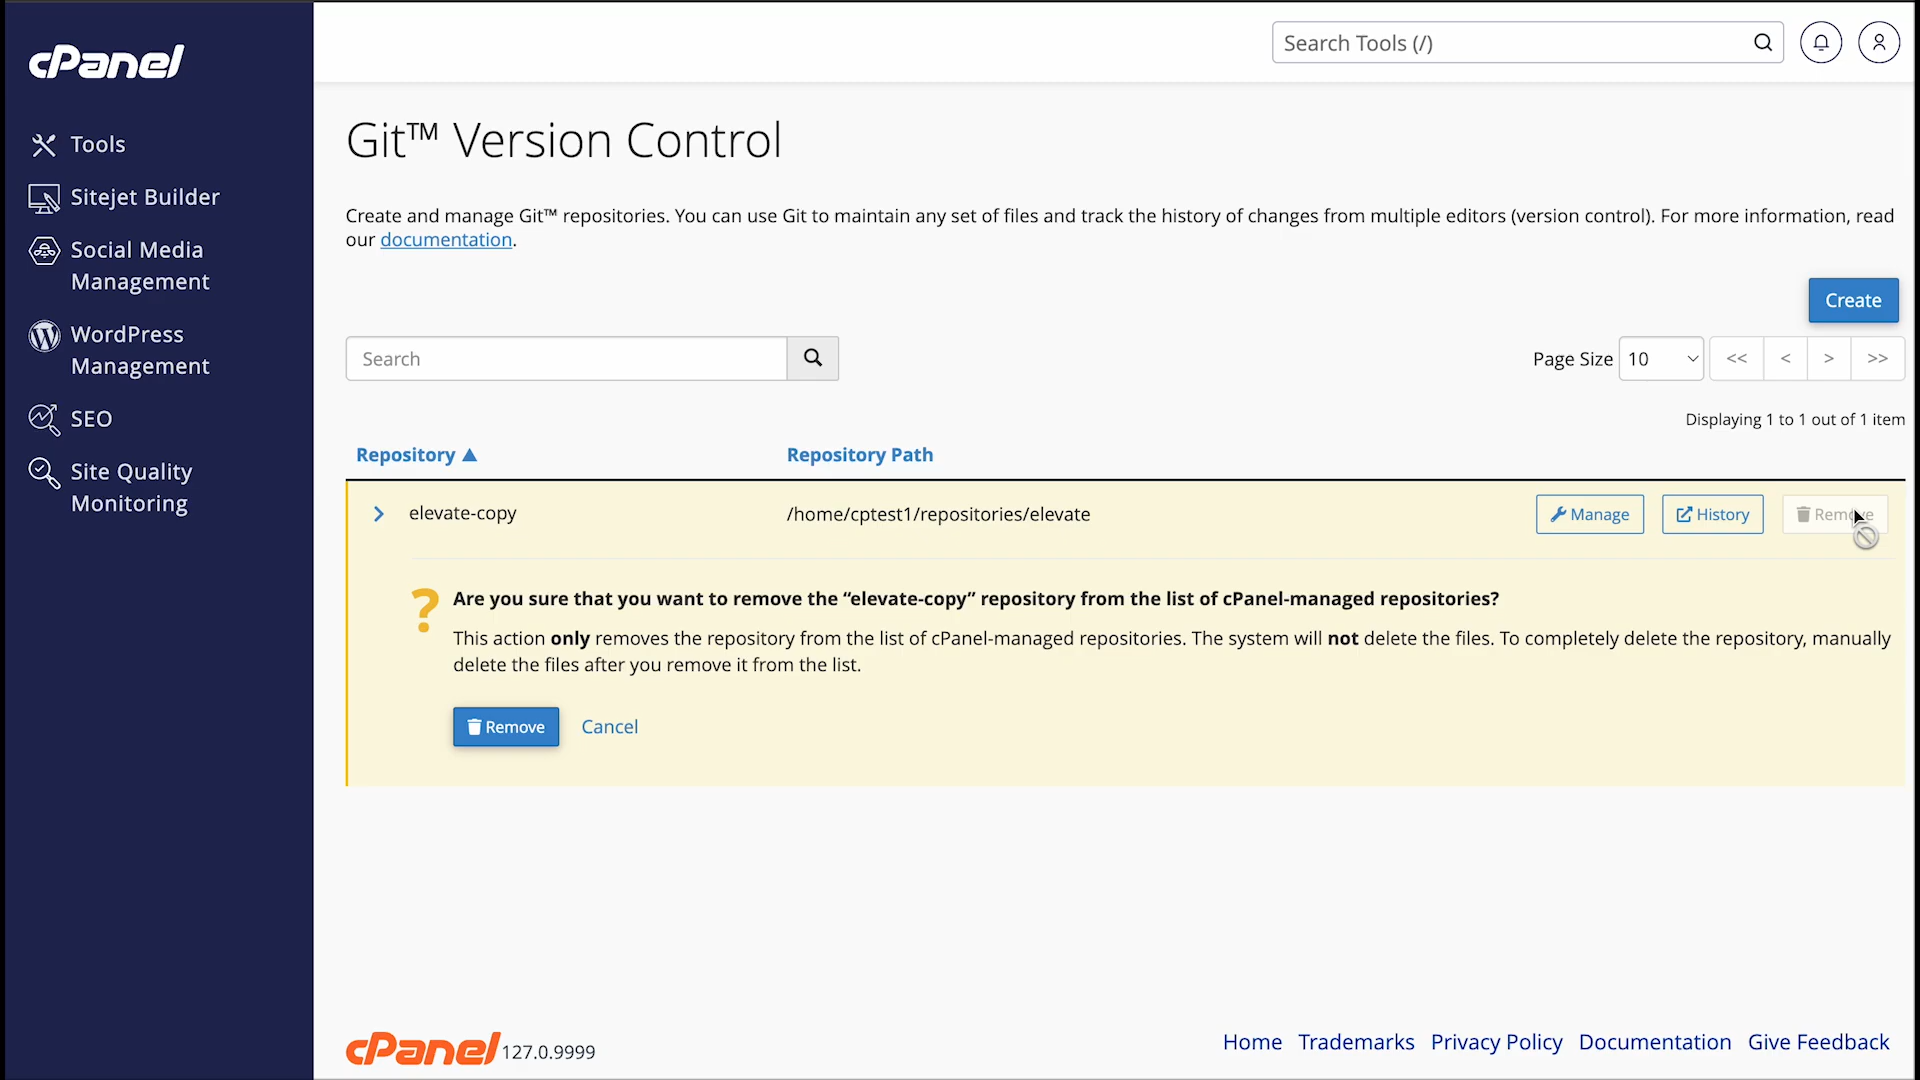 cPanel
Search Tools (/)
Tools
Sitejet Builder
Social Media
Management
WordPress
Management
SEO
Site Quality
Monitoring
Git™ Version Control
Create and manage Git™ repositories. You can use Git to maintain any set of files and track the history of changes from multiple editors (version control). For more information, read
our documentation.
Create
Search
Page Size 10 << < > >>
Displaying 1 to 1 out of 1 item
Repository ▲ Repository Path
elevate-copy /home/cptest1/repositories/elevate Manage History Remove
Are you sure that you want to remove the “elevate-copy” repository from the list of cPanel-managed repositories?
This action only removes the repository from the list of cPanel-managed repositories. The system will not delete the files. To completely delete the repository, manually
delete the files after you remove it from the list.
Remove Cancel
cPanel 127.0.9999
Home Trademarks Privacy Policy Documentation Give Feedback